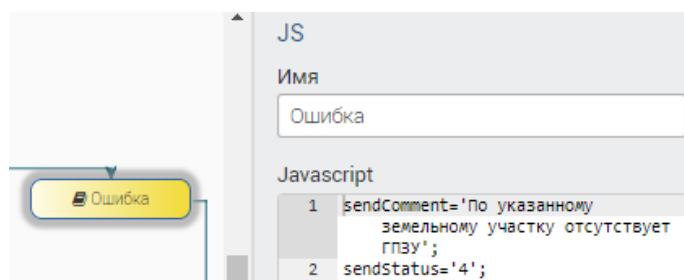 JS
Имя
Ошибка
Ошибка
Javascript
1 sendComment='По указанному
земельному участку отсутствует
ГПЗУ';
2 sendStatus='4';